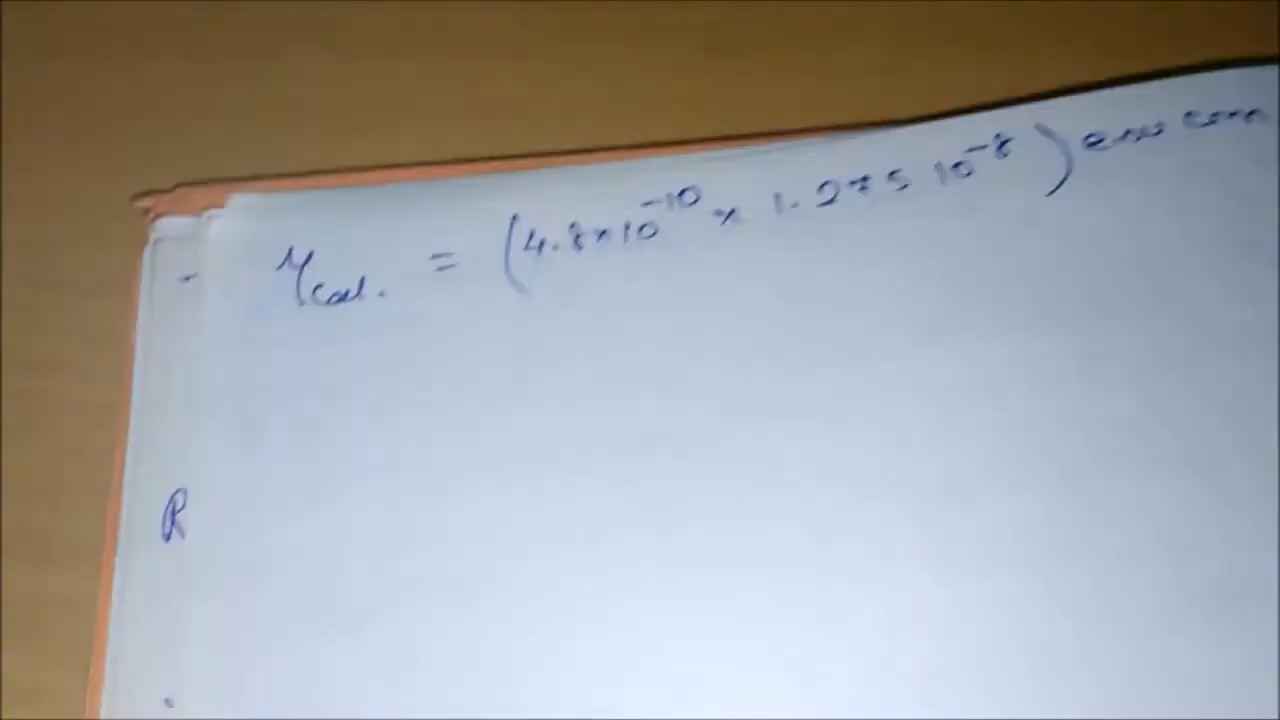 μcal. = (4.8×10⁻¹⁰ × 1.275 10⁻⁸) esu cm
R